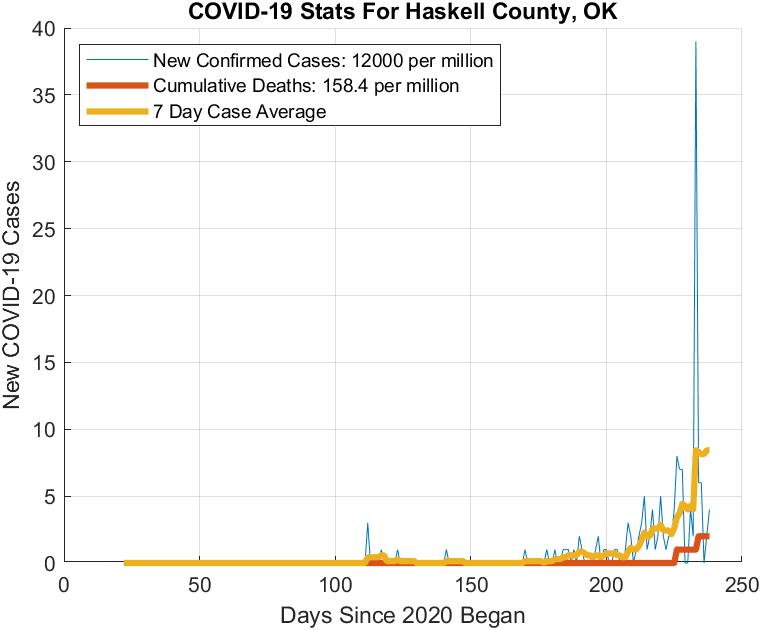 COVID-19 Stats For Haskell County, OK
New Confirmed Cases: 12000 per million
Cumulative Deaths: 158.4 per million
7 Day Case Average
New COVID-19 Cases
40
35
30
25
20
15
10
5
0
0 50 100 150 200 250
Days Since 2020 Began